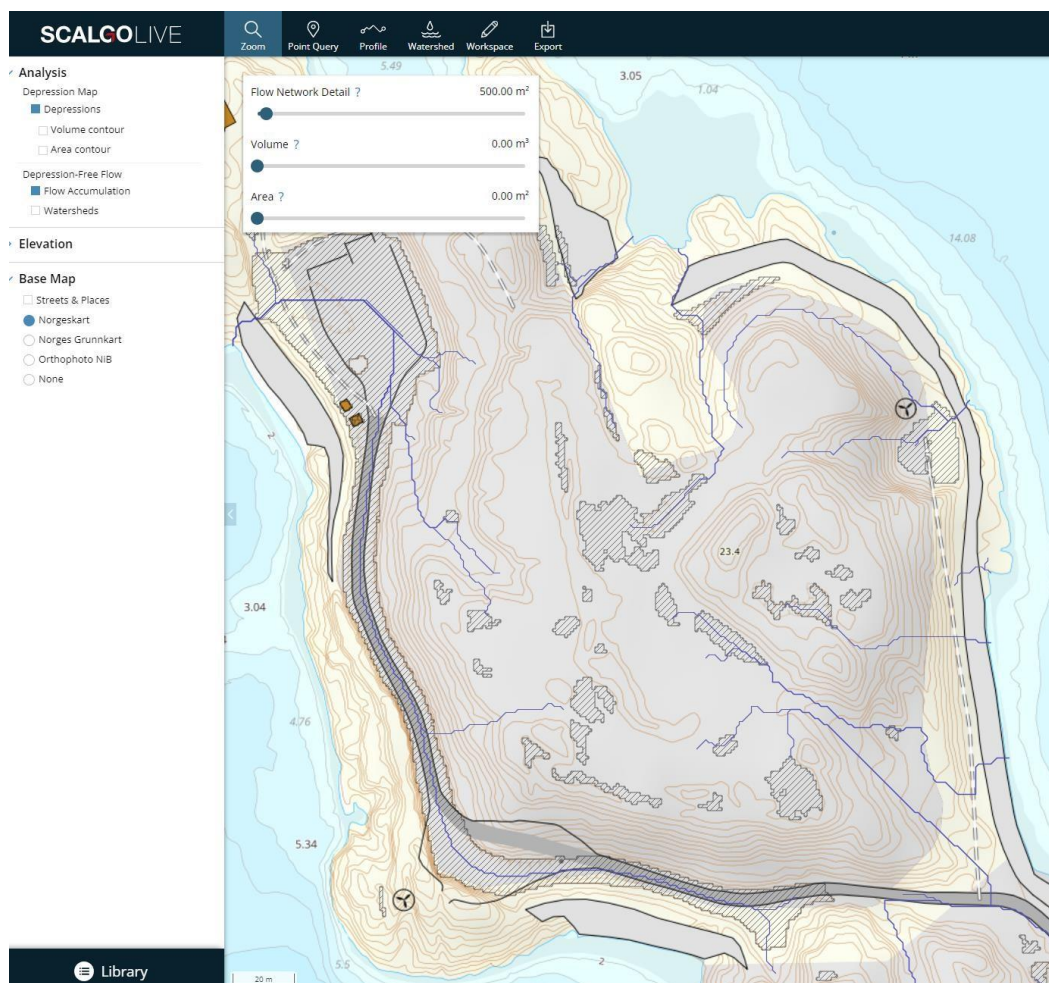 SCALGOLIVE
Zoom
Point Query
Profile
Watershed
Workspace
Export
Analysis
Depression Map
Depressions
Volume contour
Area contour
Depression-Free Flow
Flow Accumulation
Watersheds
Elevation
Base Map
Streets & Places
Norgeskart
Norges Grunnkart
Orthophoto NiB
None
Library
Flow Network Detail ? 500.00 m²
Volume ? 0.00 m³
Area ? 0.00 m²
5.49
3.05
1.04
14.08
2
23.4
3.04
4.76
5.34
5.5
2
20 m